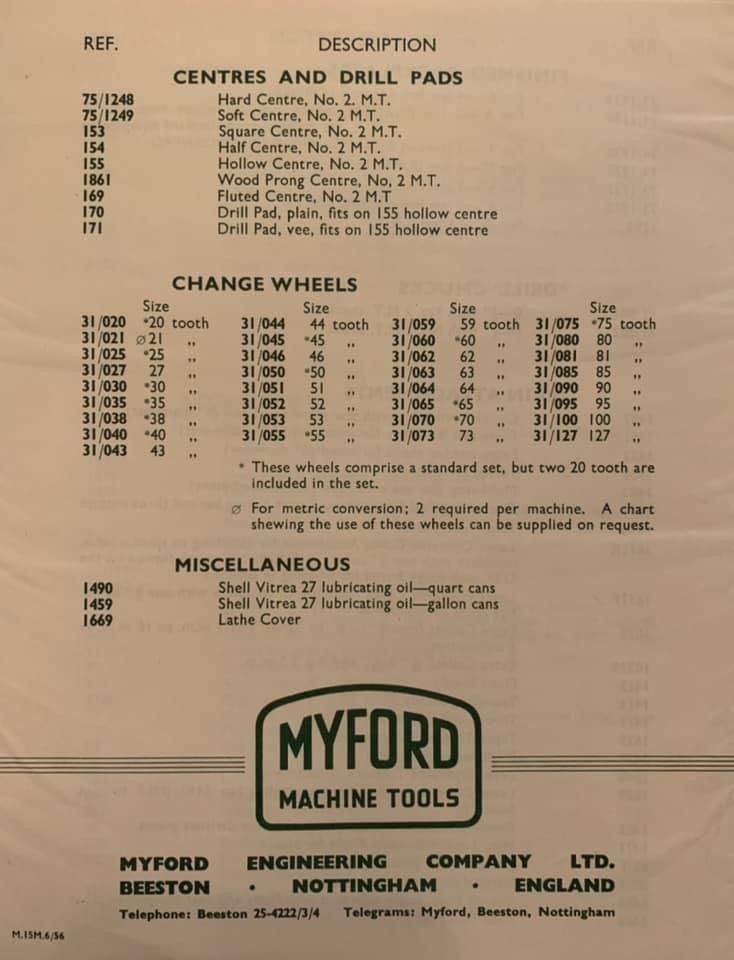 REF. DESCRIPTION
CENTRES AND DRILL PADS
75/1248 Hard Centre, No. 2. M.T.
75/1249 Soft Centre, No. 2 M.T.
153 Square Centre, No. 2 M.T.
154 Half Centre, No. 2 M.T.
155 Hollow Centre, No. 2 M.T.
1861 Wood Prong Centre, No, 2 M.T.
169 Fluted Centre, No. 2 M.T
170 Drill Pad, plain, fits on 155 hollow centre
171 Drill Pad, vee, fits on 155 hollow centre
CHANGE WHEELS
Size Size Size Size
31/020 *20 tooth 31/044 44 tooth 31/059 59 tooth 31/075 *75 tooth
31/021 ⌀21 ,, 31/045 *45 ,, 31/060 *60 ,, 31/080 80 ,,
31/025 *25 ,, 31/046 46 ,, 31/062 62 ,, 31/081 81 ,,
31/027 27 ,, 31/050 *50 ,, 31/063 63 ,, 31/085 85 ,,
31/030 *30 ,, 31/051 51 ,, 31/064 64 ,, 31/090 90 ,,
31/035 *35 ,, 31/052 52 ,, 31/065 *65 ,, 31/095 95 ,,
31/038 *38 ,, 31/053 53 ,, 31/070 *70 ,, 31/100 100 ,,
31/040 *40 ,, 31/055 *55 ,, 31/073 73 ,, 31/127 127 ,,
31/043 43 ,,
* These wheels comprise a standard set, but two 20 tooth are
included in the set.
⌀ For metric conversion; 2 required per machine. A chart
shewing the use of these wheels can be supplied on request.
MISCELLANEOUS
1490 Shell Vitrea 27 lubricating oil—quart cans
1459 Shell Vitrea 27 lubricating oil—gallon cans
1669 Lathe Cover
MYFORD
MACHINE TOOLS
MYFORD ENGINEERING COMPANY LTD.
BEESTON · NOTTINGHAM · ENGLAND
Telephone: Beeston 25-4222/3/4 Telegrams: Myford, Beeston, Nottingham
M.15M.6/56